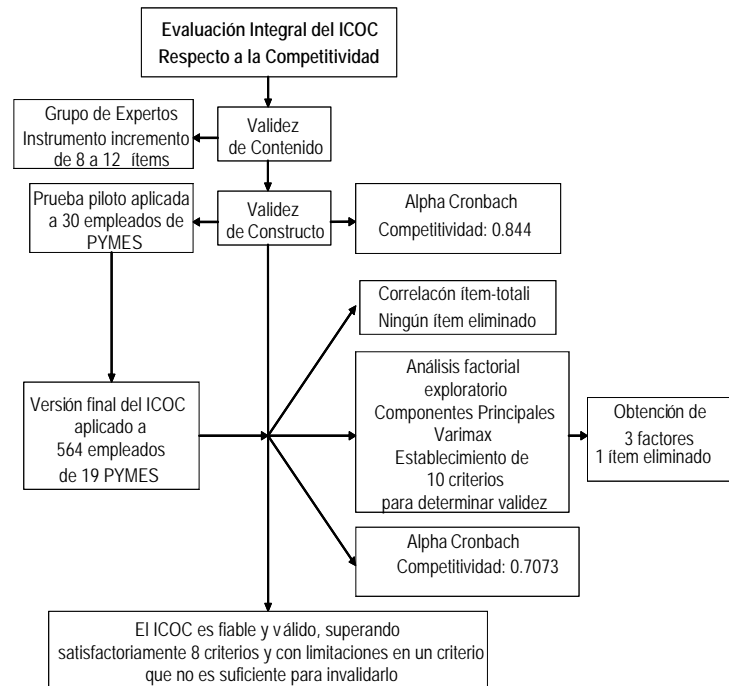 Evaluación Integral del ICOC
Respecto a la Competitividad
Grupo de Expertos
Instrumento incremento
de 8 a 12 ítems
Validez
de Contenido
Prueba piloto aplicada
a 30 empleados de
PYMES
Validez
de Constructo
Alpha Cronbach
Competitividad: 0.844
Correlacón ítem-totali
Ningún ítem eliminado
Versión final del ICOC
aplicado a
564 empleados
de 19 PYMES
Análisis factorial
exploratorio
Componentes Principales
Varimax
Establecimiento de
10 criterios
para determinar validez
Obtención de
3 factores
1 ítem eliminado
Alpha Cronbach
Competitividad: 0.7073
El ICOC es fiable y válido, superando
satisfactoriamente 8 criterios y con limitaciones en un criterio
que no es suficiente para invalidarlo